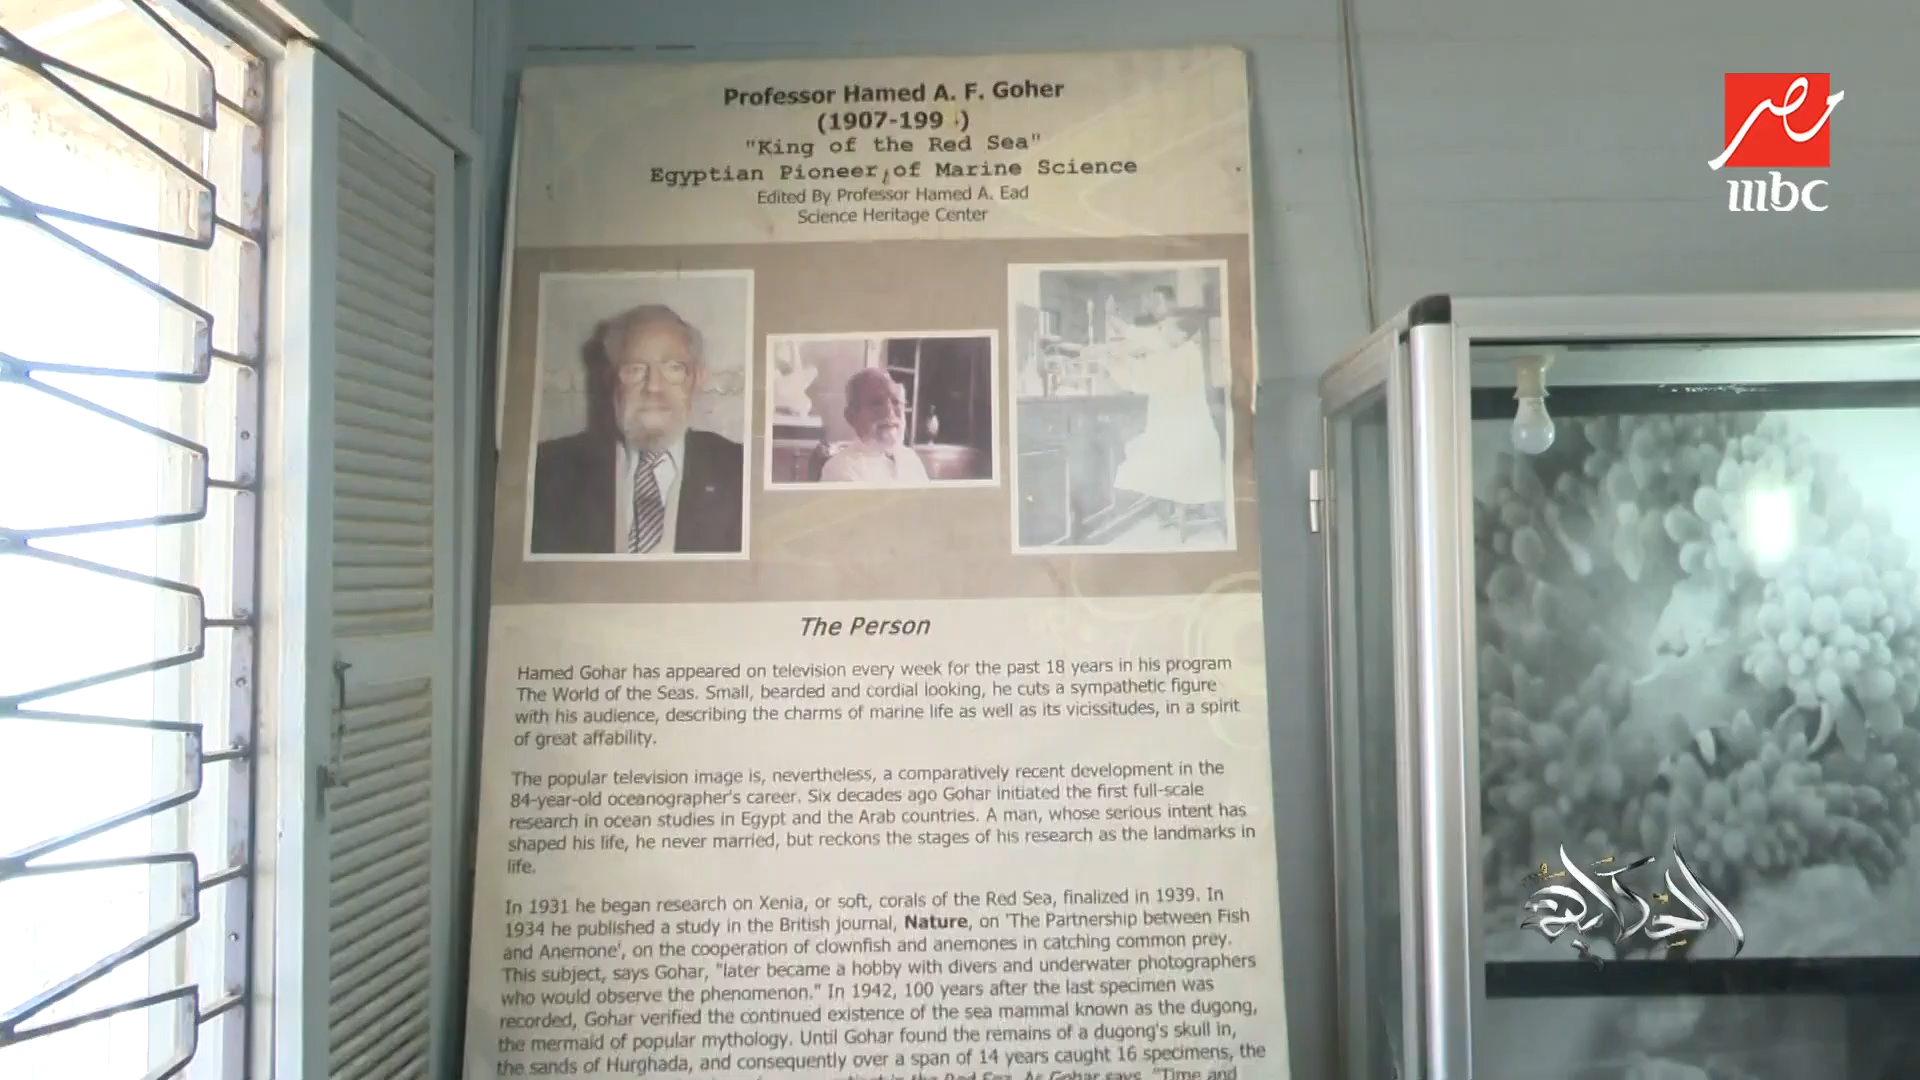 Professor Hamed A. F. Goher
(1907-199 )
"King of the Red Sea"
Egyptian Pioneer of Marine Science
Edited By Professor Hamed A. Ead
Science Heritage Center
The Person
Hamed Gohar has appeared on television every week for the past 18 years in his program
The World of the Seas. Small, bearded and cordial looking, he cuts a sympathetic figure
with his audience, describing the charms of marine life as well as its vicissitudes, in a spirit
of great affability.
The popular television image is, nevertheless, a comparatively recent development in the
84-year-old oceanographer's career. Six decades ago Gohar initiated the first full-scale
research in ocean studies in Egypt and the Arab countries. A man, whose serious intent has
shaped his life, he never married, but reckons the stages of his research as the landmarks in
life.
In 1931 he began research on Xenia, or soft, corals of the Red Sea, finalized in 1939. In
1934 he published a study in the British journal, Nature, on 'The Partnership between Fish
and Anemone', on the cooperation of clownfish and anemones in catching common prey.
This subject, says Gohar, "later became a hobby with divers and underwater photographers
who would observe the phenomenon." In 1942, 100 years after the last specimen was
recorded, Gohar verified the continued existence of the sea mammal known as the dugong,
the mermaid of popular mythology. Until Gohar found the remains of a dugong's skull in,
the sands of Hurghada, and consequently over a span of 14 years caught 16 specimens, the
in the Red Sea. As Gohar says, "Time and
مصر
mbc
الحكاية